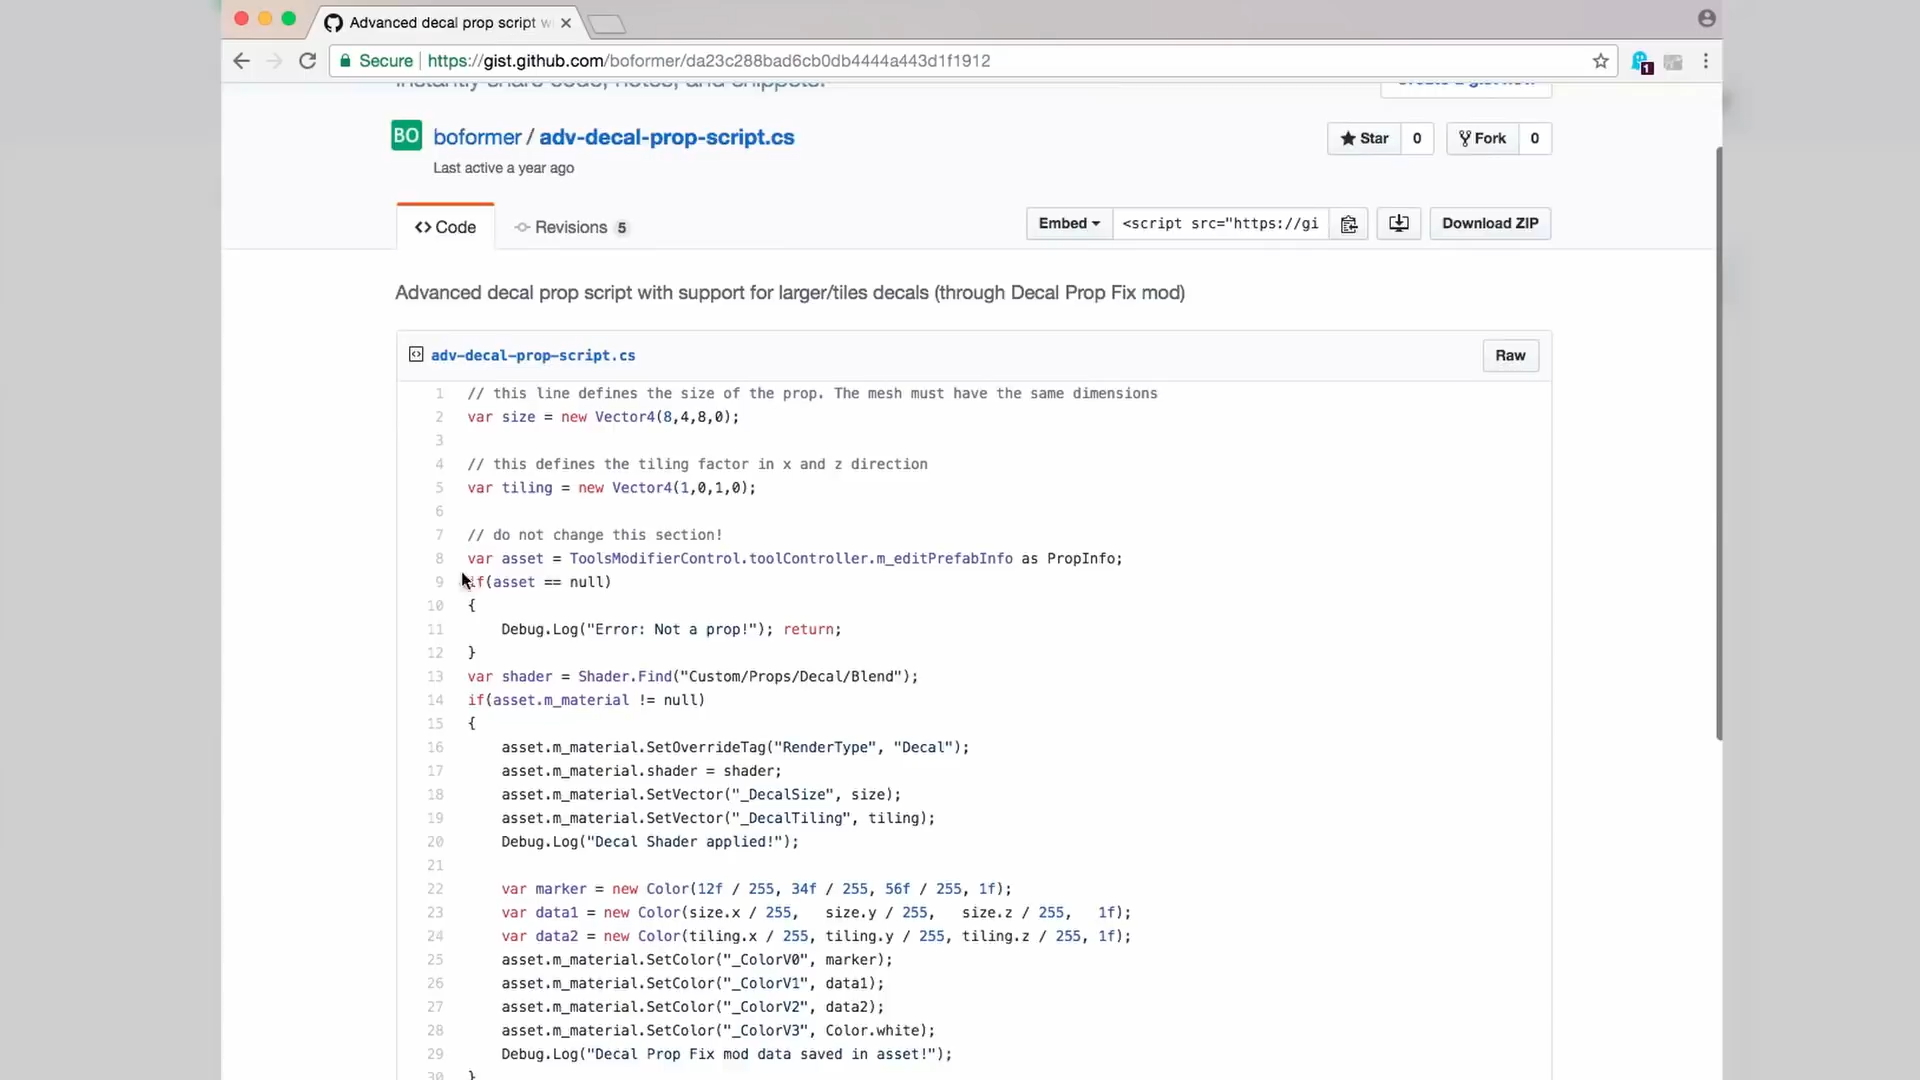 Advanced decal prop script w
Secure https://gist.github.com/boformer/da23c288bad6cb0db4444a443d1f1912
1
Instantly share code, notes, and snippets.
BO boformer / adv-decal-prop-script.cs
Star 0 Fork 0
Last active a year ago
Code Revisions 5
Embed <script src="https://gi Download ZIP
Advanced decal prop script with support for larger/tiles decals (through Decal Prop Fix mod)
adv-decal-prop-script.cs Raw
1 // this line defines the size of the prop. The mesh must have the same dimensions
2 var size = new Vector4(8,4,8,0);
3
4 // this defines the tiling factor in x and z direction
5 var tiling = new Vector4(1,0,1,0);
6
7 // do not change this section!
8 var asset = ToolsModifierControl.toolController.m_editPrefabInfo as PropInfo;
9 if(asset == null)
10 {
11 Debug.Log("Error: Not a prop!"); return;
12 }
13 var shader = Shader.Find("Custom/Props/Decal/Blend");
14 if(asset.m_material != null)
15 {
16 asset.m_material.SetOverrideTag("RenderType", "Decal");
17 asset.m_material.shader = shader;
18 asset.m_material.SetVector("_DecalSize", size);
19 asset.m_material.SetVector("_DecalTiling", tiling);
20 Debug.Log("Decal Shader applied!");
21
22 var marker = new Color(12f / 255, 34f / 255, 56f / 255, 1f);
23 var data1 = new Color(size.x / 255, size.y / 255, size.z / 255, 1f);
24 var data2 = new Color(tiling.x / 255, tiling.y / 255, tiling.z / 255, 1f);
25 asset.m_material.SetColor("_ColorV0", marker);
26 asset.m_material.SetColor("_ColorV1", data1);
27 asset.m_material.SetColor("_ColorV2", data2);
28 asset.m_material.SetColor("_ColorV3", Color.white);
29 Debug.Log("Decal Prop Fix mod data saved in asset!");
30 }